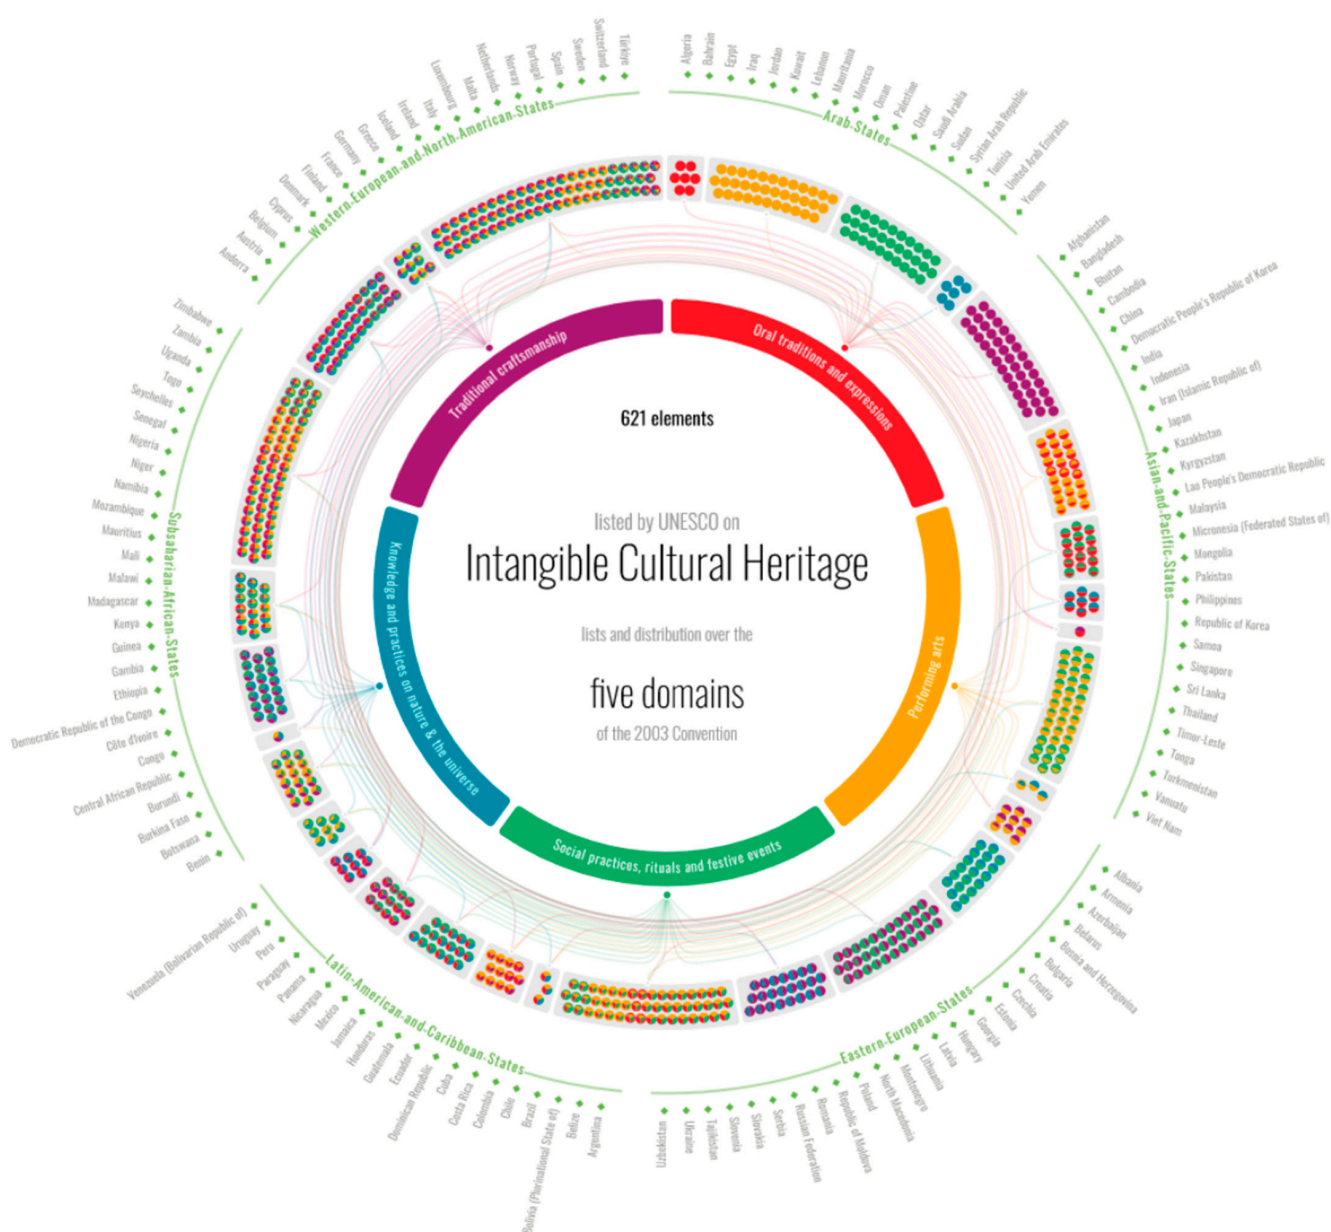 621 elements
listed by UNESCO on
Intangible Cultural Heritage
lists and distribution over the
five domains
of the 2003 Convention
Oral traditions and expressions
Performing arts
Social practices, rituals and festive events
Knowledge and practices on nature & the universe
Traditional craftsmanship
Arab-States
Algeria
Bahrain
Egypt
Iraq
Jordan
Kuwait
Lebanon
Mauritania
Morocco
Oman
Palestine
Qatar
Saudi Arabia
Sudan
Syrian Arab Republic
Tunisia
United Arab Emirates
Yemen
Asian-and-Pacific-States
Afghanistan
Bangladesh
Bhutan
Cambodia
China
Democratic People's Republic of Korea
India
Indonesia
Iran (Islamic Republic of)
Japan
Kazakhstan
Kyrgyzstan
Lao People's Democratic Republic
Malaysia
Micronesia (Federated States of)
Mongolia
Pakistan
Philippines
Republic of Korea
Samoa
Singapore
Sri Lanka
Thailand
Timor-Leste
Tonga
Turkmenistan
Vanuatu
Viet Nam
Eastern-European-States
Albania
Armenia
Azerbaijan
Belarus
Bosnia and Herzegovina
Bulgaria
Croatia
Czechia
Estonia
Georgia
Hungary
Latvia
Lithuania
Montenegro
North Macedonia
Poland
Republic of Moldova
Romania
Russian Federation
Serbia
Slovakia
Slovenia
Tajikistan
Ukraine
Uzbekistan
Latin-American-and-Caribbean-States
Argentina
Belize
Bolivia (Plurinational State of)
Brazil
Chile
Colombia
Costa Rica
Cuba
Dominican Republic
Ecuador
Guatemala
Honduras
Jamaica
Mexico
Nicaragua
Panama
Paraguay
Peru
Uruguay
Venezuela (Bolivarian Republic of)
Subsaharian-African-States
Benin
Botswana
Burkina Faso
Burundi
Central African Republic
Congo
Côte d'Ivoire
Democratic Republic of the Congo
Ethiopia
Gambia
Guinea
Kenya
Madagascar
Malawi
Mali
Mauritius
Mozambique
Namibia
Niger
Nigeria
Senegal
Seychelles
Togo
Uganda
Zambia
Zimbabwe
Western-European-and-North-American-States
Andorra
Austria
Belgium
Cyprus
Denmark
Finland
France
Germany
Greece
Iceland
Ireland
Italy
Luxembourg
Malta
Netherlands
Norway
Portugal
Spain
Sweden
Switzerland
Türkiye